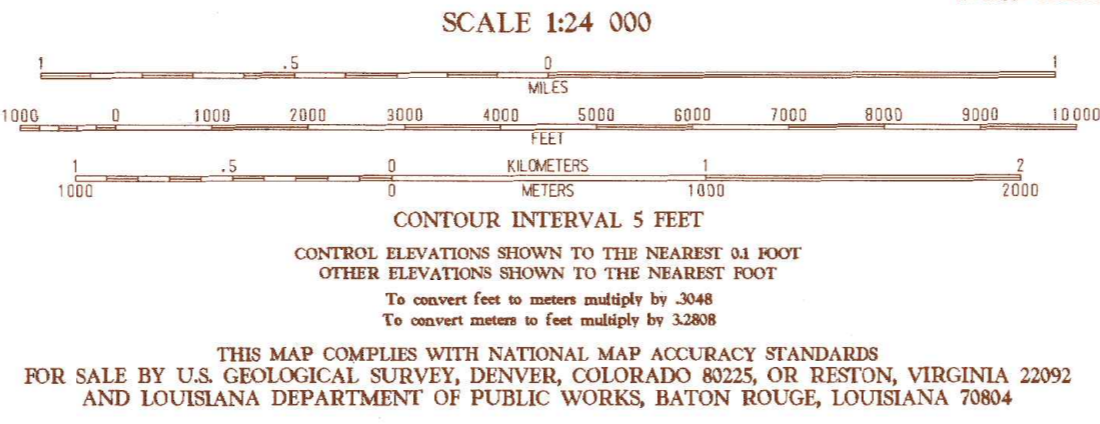 SCALE 1:24 000
1 .5 0 1
MILES
1000 0 1000 2000 3000 4000 5000 6000 7000 8000 9000 10 000
FEET
1 .5 0 KILOMETERS 1 2
1000 0 METERS 1000 2000
CONTOUR INTERVAL 5 FEET
CONTROL ELEVATIONS SHOWN TO THE NEAREST 0.1 FOOT
OTHER ELEVATIONS SHOWN TO THE NEAREST FOOT
To convert feet to meters multiply by .3048
To convert meters to feet multiply by 3.2808
THIS MAP COMPLIES WITH NATIONAL MAP ACCURACY STANDARDS
FOR SALE BY U.S. GEOLOGICAL SURVEY, DENVER, COLORADO 80225, OR RESTON, VIRGINIA 22092
AND LOUISIANA DEPARTMENT OF PUBLIC WORKS, BATON ROUGE, LOUISIANA 70804